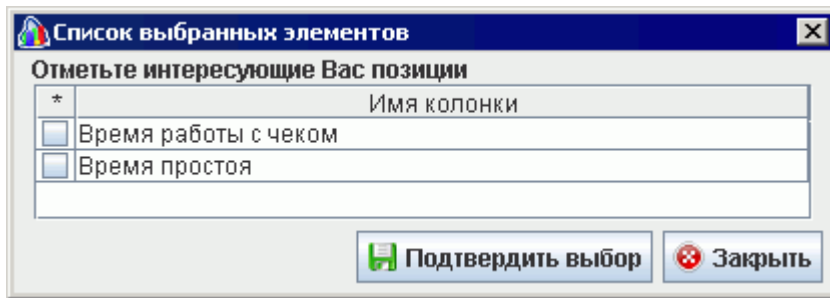 Список выбранных элементов
Отметьте интересующие Вас позиции
* Имя колонки
Время работы с чеком
Время простоя
Подтвердить выбор Закрыть